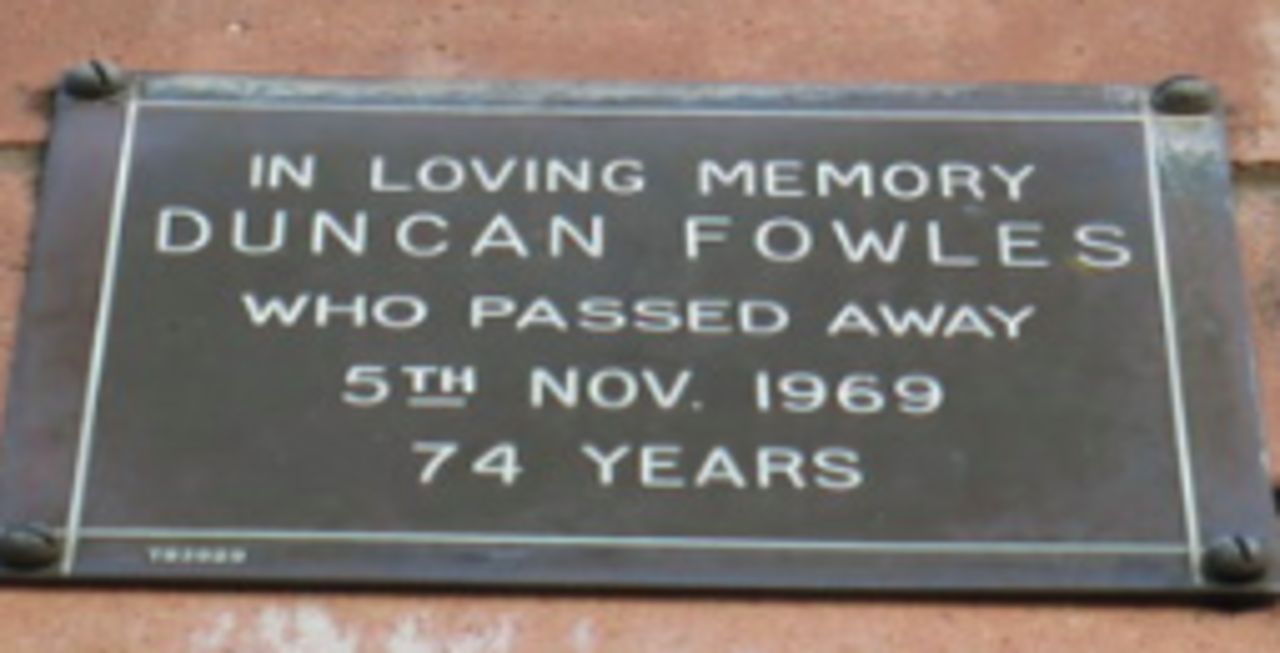 IN LOVING MEMORY
DUNCAN FOWLES
WHO PASSED AWAY
5TH NOV. 1969
74 YEARS